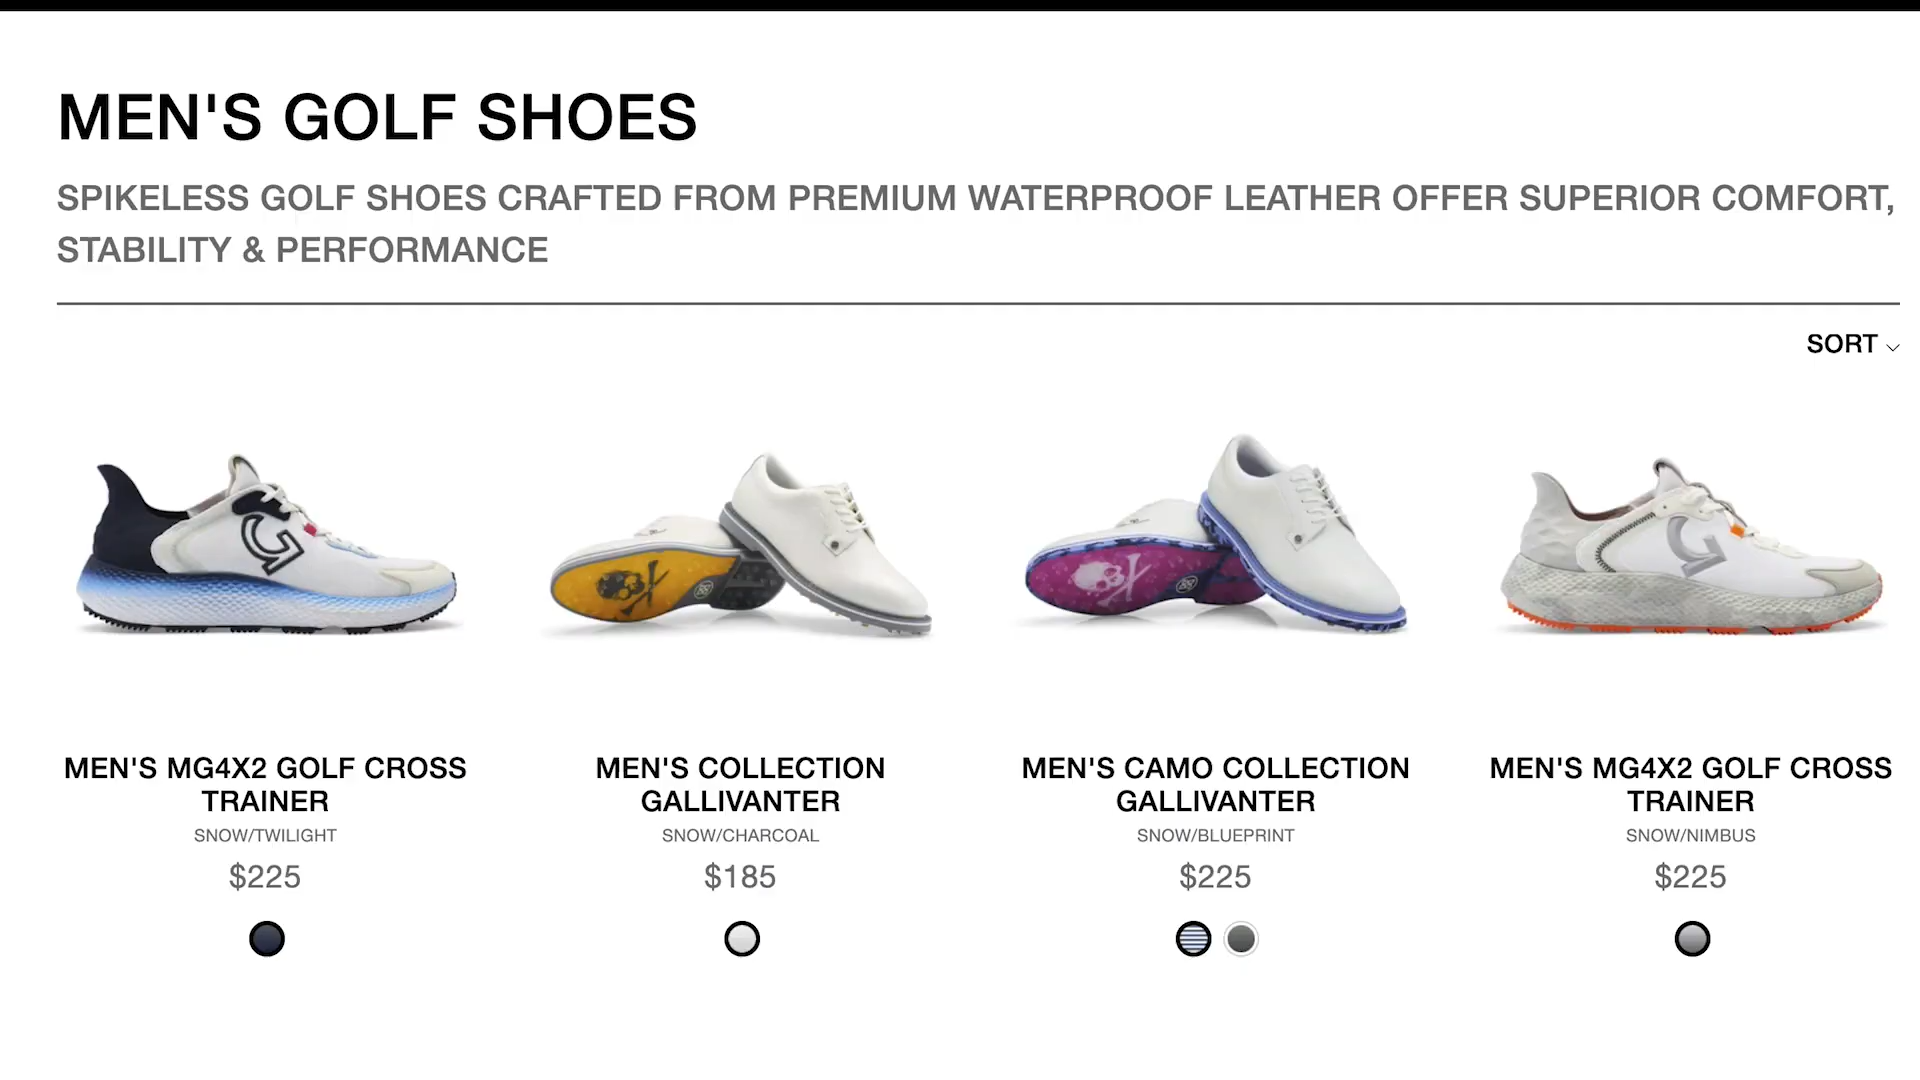 MEN'S GOLF SHOES
SPIKELESS GOLF SHOES CRAFTED FROM PREMIUM WATERPROOF LEATHER OFFER SUPERIOR COMFORT,
STABILITY & PERFORMANCE
SORT
MEN'S MG4X2 GOLF CROSS
TRAINER
SNOW/TWILIGHT
$225
MEN'S COLLECTION
GALLIVANTER
SNOW/CHARCOAL
$185
MEN'S CAMO COLLECTION
GALLIVANTER
SNOW/BLUEPRINT
$225
MEN'S MG4X2 GOLF CROSS
TRAINER
SNOW/NIMBUS
$225